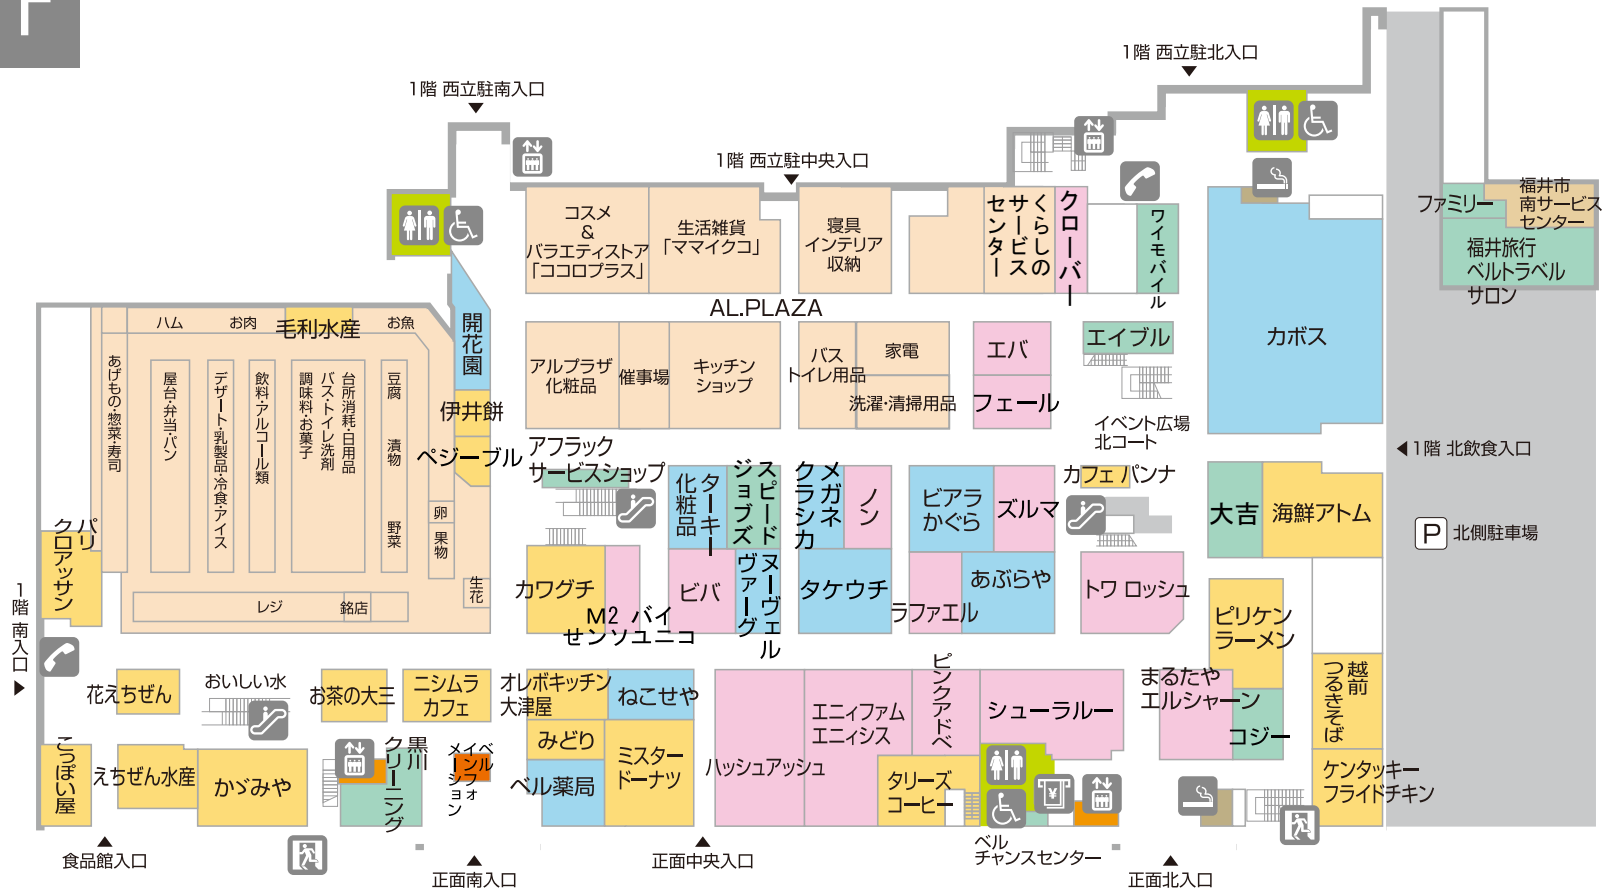 1階 西立駐北入口
1階 西立駐南入口
1階 西立駐中央入口
コスメ
&
バラエティストア
「ココロプラス」
生活雑貨
「ママイクコ」
寝具
インテリア
収納
くらしの
サービス
センター
クローバー
ワイモバイル
ファミリー
福井市
南サービス
センター
福井旅行
ベルトラベル
サロン
AL.PLAZA
ハム
お肉
毛利水産
お魚
開花園
アルプラザ
化粧品
催事場
キッチン
ショップ
バス
トイレ用品
家電
洗濯・清掃用品
エバ
フェール
エイブル
カボス
あげもの・惣菜・寿司
屋台・弁当・パン
デザート・乳製品・冷食・アイス
飲料・アルコール類
台所消耗・日用品
バス・トイレ洗剤
調味料・お菓子
豆腐
漬物
野菜
卵
果物
生花
レジ
銘店
伊井餅
ベジーブル
イベント広場
北コート
1階 北飲食入口
アフラック
サービスショップ
ターキー
化粧品
スピード
ジョブズ
メガネ
クラシカ
ノン
ビアラ
かぐら
ズルマ
カフェ パンナ
大吉
海鮮アトム
P
北側駐車場
パリ
クロアッサン
カワグチ
M2 バイ
せンソユニコ
ビバ
ヌーヴェル
ヴァーグ
タケウチ
ラファエル
あぶらや
トワ ロッシュ
ピリケン
ラーメン
1階 南入口
花えちぜん
おいしい水
お茶の大三
ニシムラ
カフェ
オレボキッチン
大津屋
ねこせや
エニィファム
エニィシス
ピンクアドベ
シューラルー
まるたや
エルシャーン
越前
つるきそば
コジー
こっぽい屋
えちぜん水産
かゞみや
黒川
クリーニング
ベルフォン
メイション
みどり
ベル薬局
ミスター
ドーナツ
ハッシュアッシュ
タリーズ
コーヒー
¥
ケンタッキー
フライドチキン
食品館入口
正面南入口
正面中央入口
ベル
チャンスセンター
正面北入口